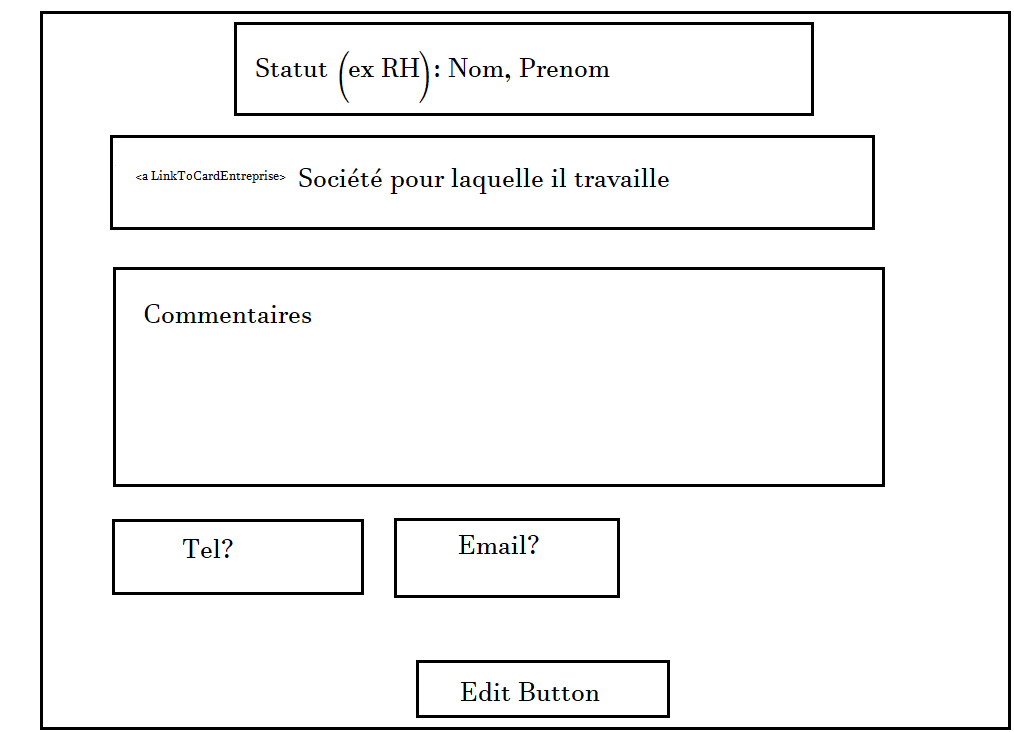 Statut (ex RH): Nom, Prenom
<a LinkToCardEntreprise> Société pour laquelle il travaille
Commentaires
Tel? Email?
Edit Button